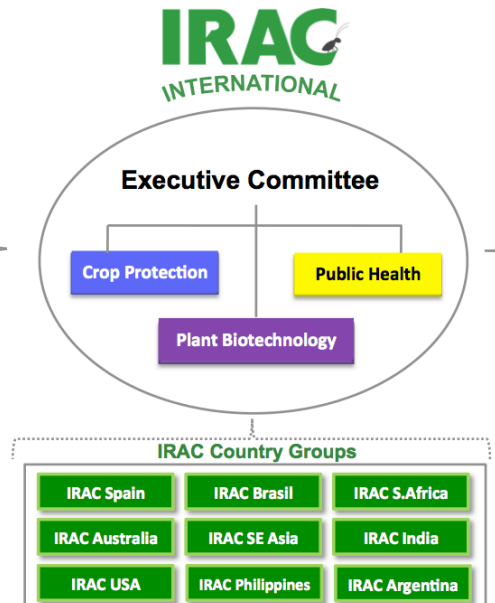 IRAC
INTERNATIONAL
Executive Committee
Crop Protection
Public Health
Plant Biotechnology
IRAC Country Groups
IRAC Spain
IRAC Brasil
IRAC S.Africa
IRAC Australia
IRAC SE Asia
IRAC India
IRAC USA
IRAC Philippines
IRAC Argentina